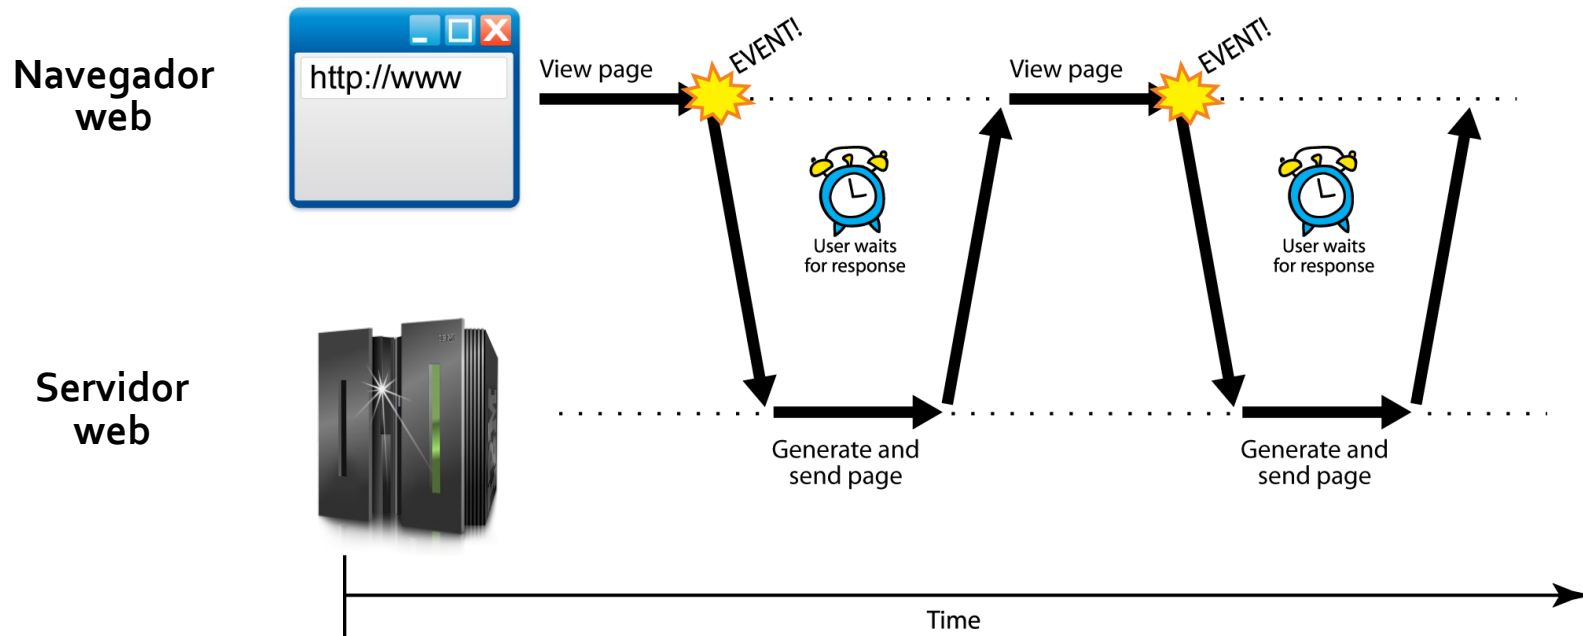 Navegador
web
http://www
View page
EVENT!
User waits
for response
View page
EVENT!
User waits
for response
Servidor
web
IBM
Generate and
send page
Generate and
send page
Time